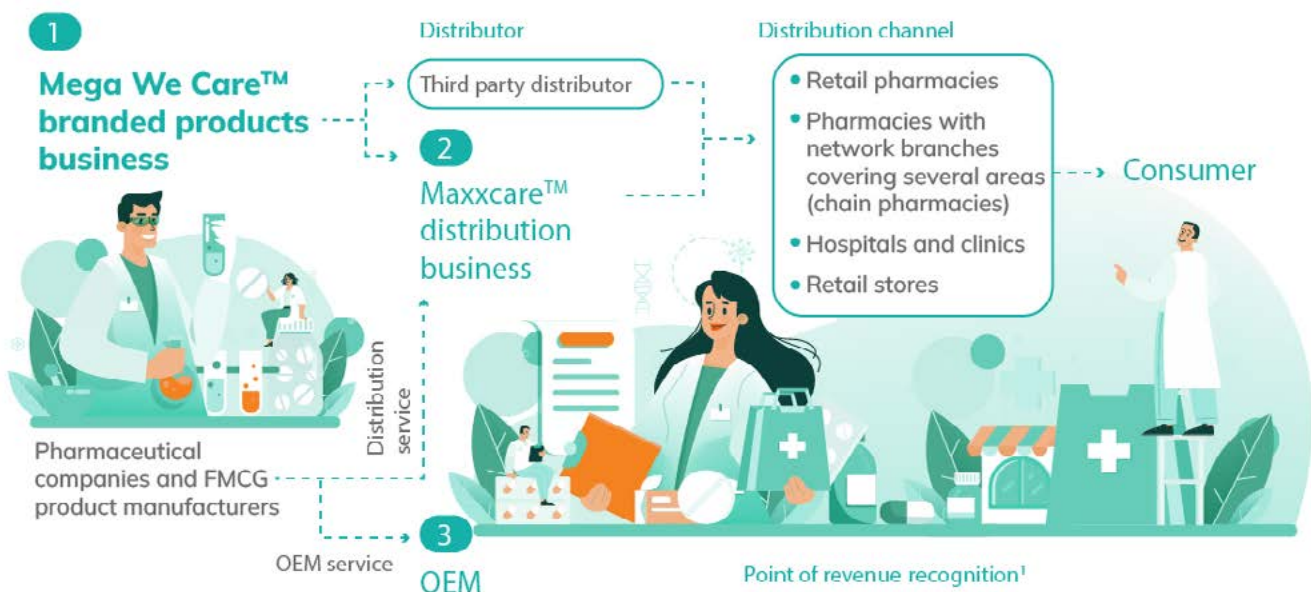 1
Mega We Care™
branded products
business
Distributor
Third party distributor
2
Maxxcare™
distribution
business
Distribution channel
• Retail pharmacies
• Pharmacies with
network branches
covering several areas
(chain pharmacies)
• Hospitals and clinics
• Retail stores
Consumer
Pharmaceutical
companies and FMCG
product manufacturers
Distribution
service
OEM service
3
OEM
Point of revenue recognition¹